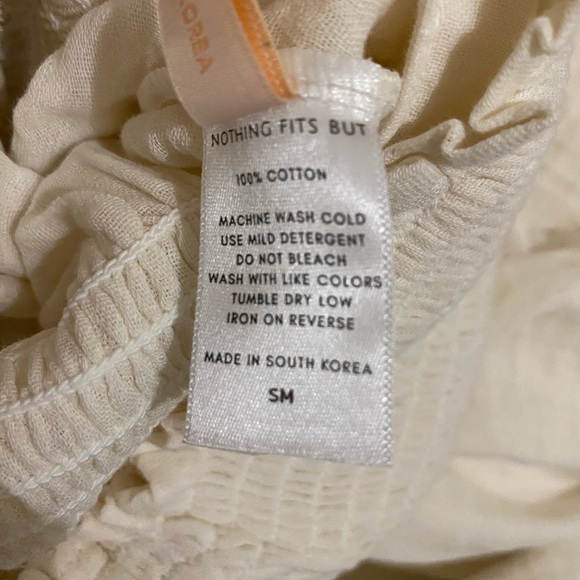 KOREA
NOTHING FITS BUT
100% COTTON
MACHINE WASH COLD
USE MILD DETERGENT
DO NOT BLEACH
WASH WITH LIKE COLORS
TUMBLE DRY LOW
IRON ON REVERSE
MADE IN SOUTH KOREA
SM